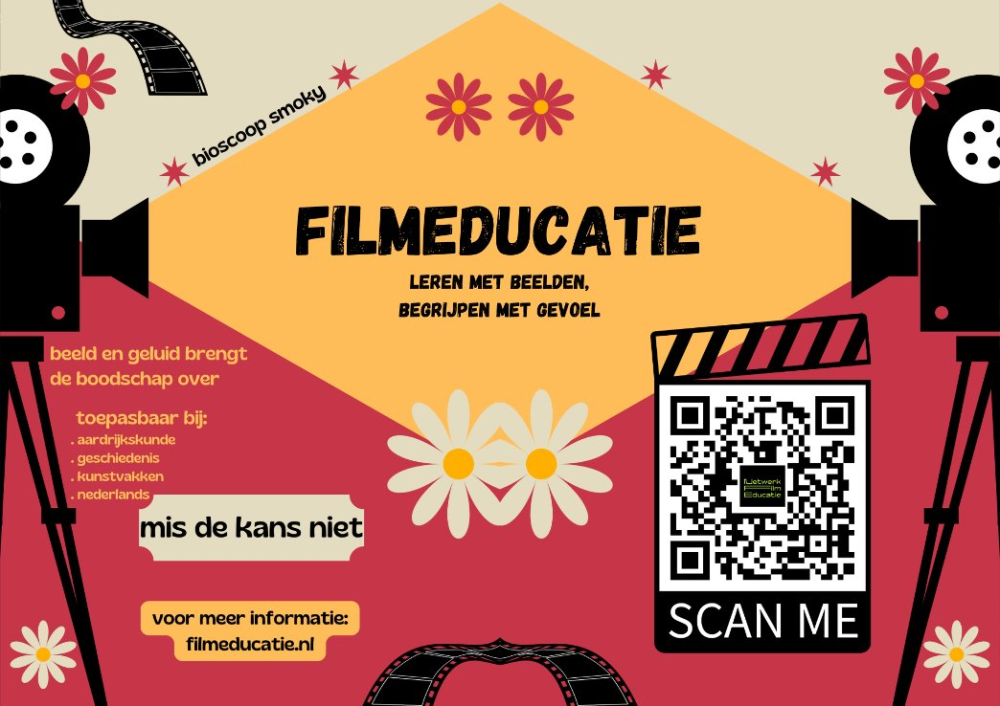 bioscoop smoky
FILMEDUCATIE
LEREN MET BEELDEN,
BEGRIJPEN MET GEVOEL
beeld en geluid brengt
de boodschap over
toepasbaar bij:
. aardrijkskunde
. geschiedenis
. kunstvakken
. nederlands
mis de kans niet
voor meer informatie:
filmeducatie.nl
Netwerk
Film
Educatie
SCAN ME